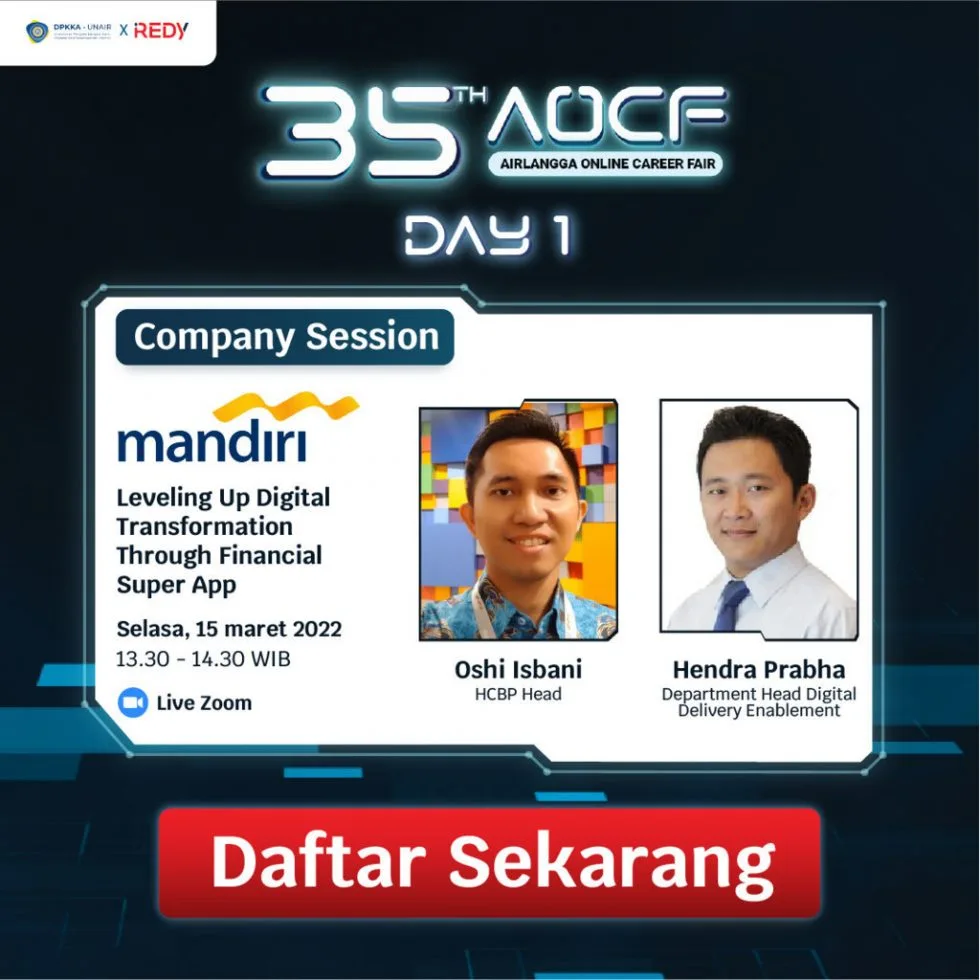 DPKKA - UNAIR
X REDY
35TH AOCF
AIRLANGGA ONLINE CAREER FAIR
DAY 1
Company Session
mandırı
Leveling Up Digital
Transformation
Through Financial
Super App
Selasa, 15 maret 2022
13.30 - 14.30 WIB
Live Zoom
Oshi Isbani
HCBP Head
Hendra Prabha
Department Head Digital
Delivery Enablement
Daftar Sekarang